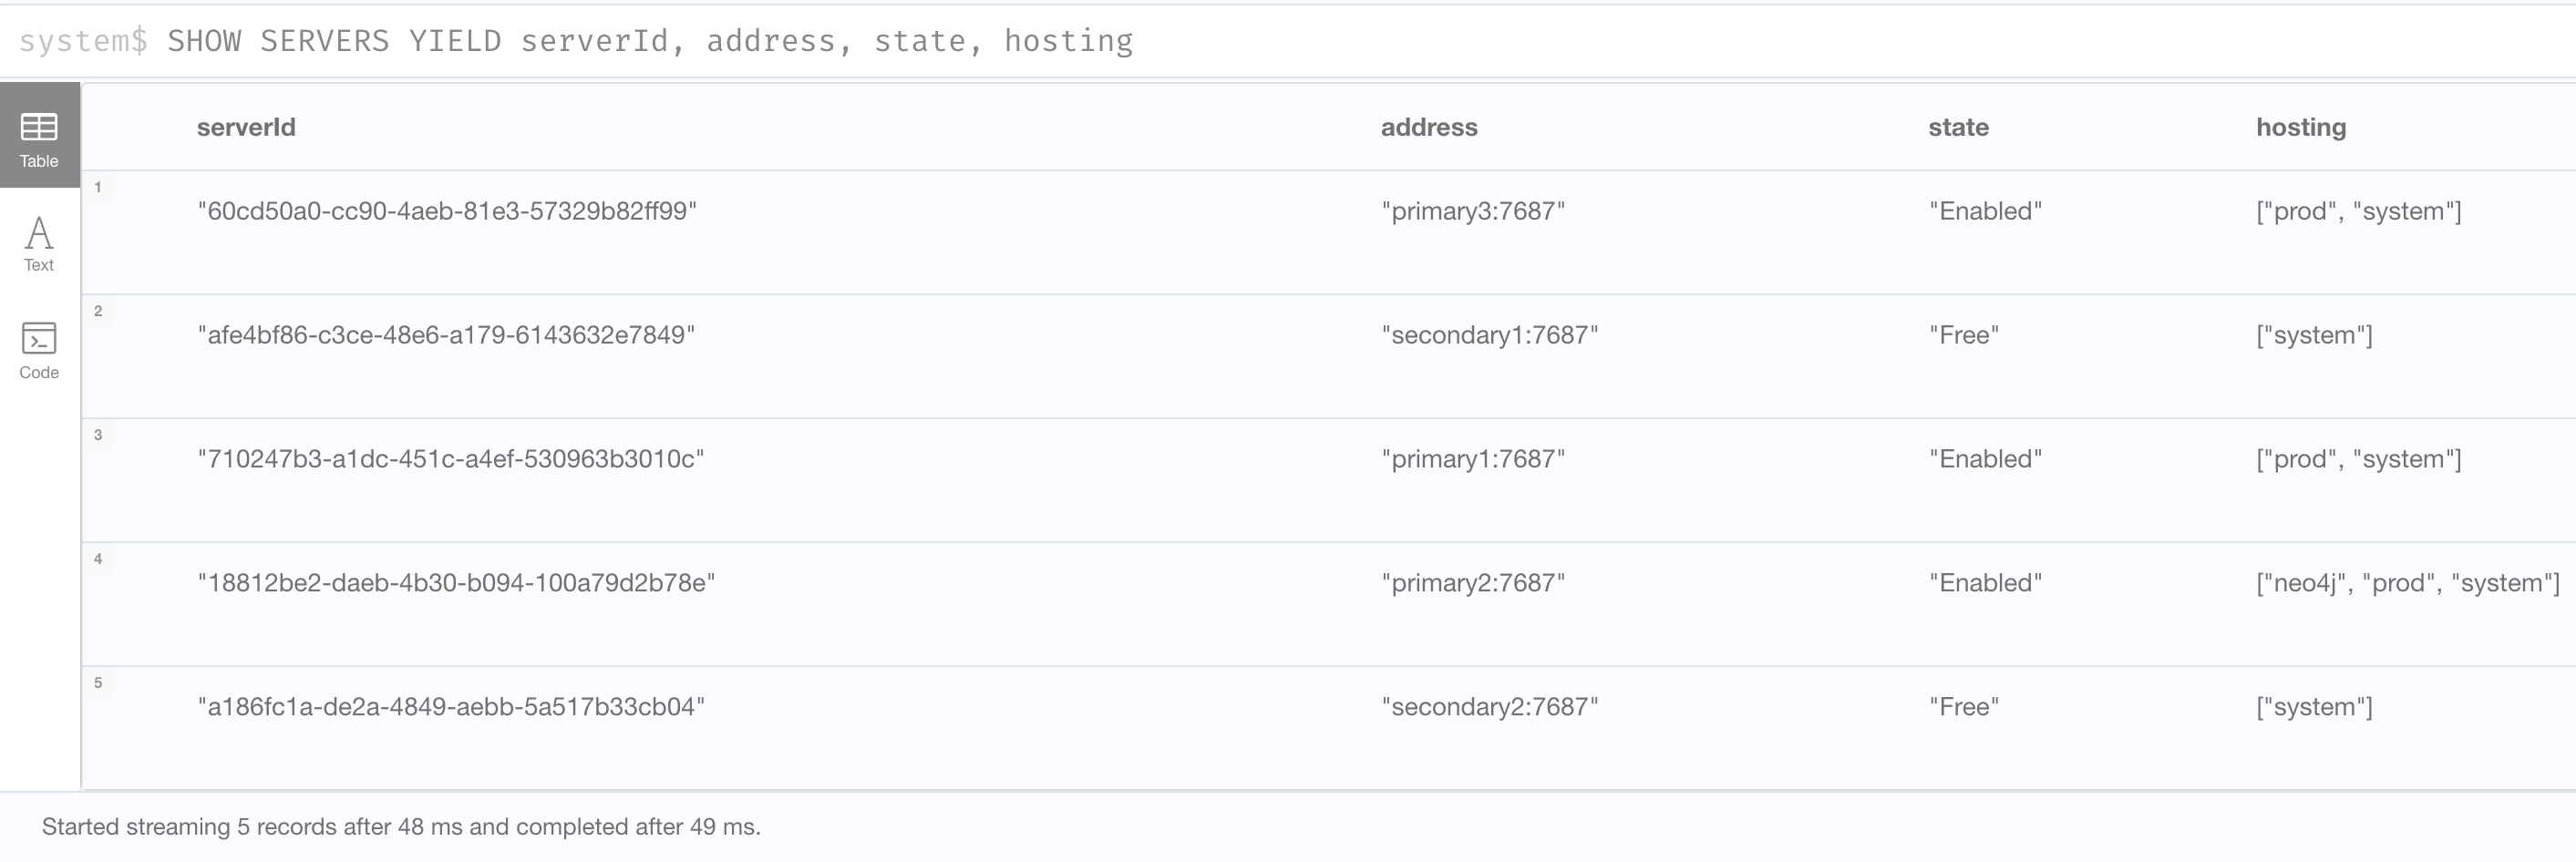 system$ SHOW SERVERS YIELD serverId, address, state, hosting
Table
Text
Code
serverId address state hosting
1 "60cd50a0-cc90-4aeb-81e3-57329b82ff99" "primary3:7687" "Enabled" ["prod", "system"]
2 "afe4bf86-c3ce-48e6-a179-6143632e7849" "secondary1:7687" "Free" ["system"]
3 "710247b3-a1dc-451c-a4ef-530963b3010c" "primary1:7687" "Enabled" ["prod", "system"]
4 "18812be2-daeb-4b30-b094-100a79d2b78e" "primary2:7687" "Enabled" ["neo4j", "prod", "system"]
5 "a186fc1a-de2a-4849-aebb-5a517b33cb04" "secondary2:7687" "Free" ["system"]
Started streaming 5 records after 48 ms and completed after 49 ms.